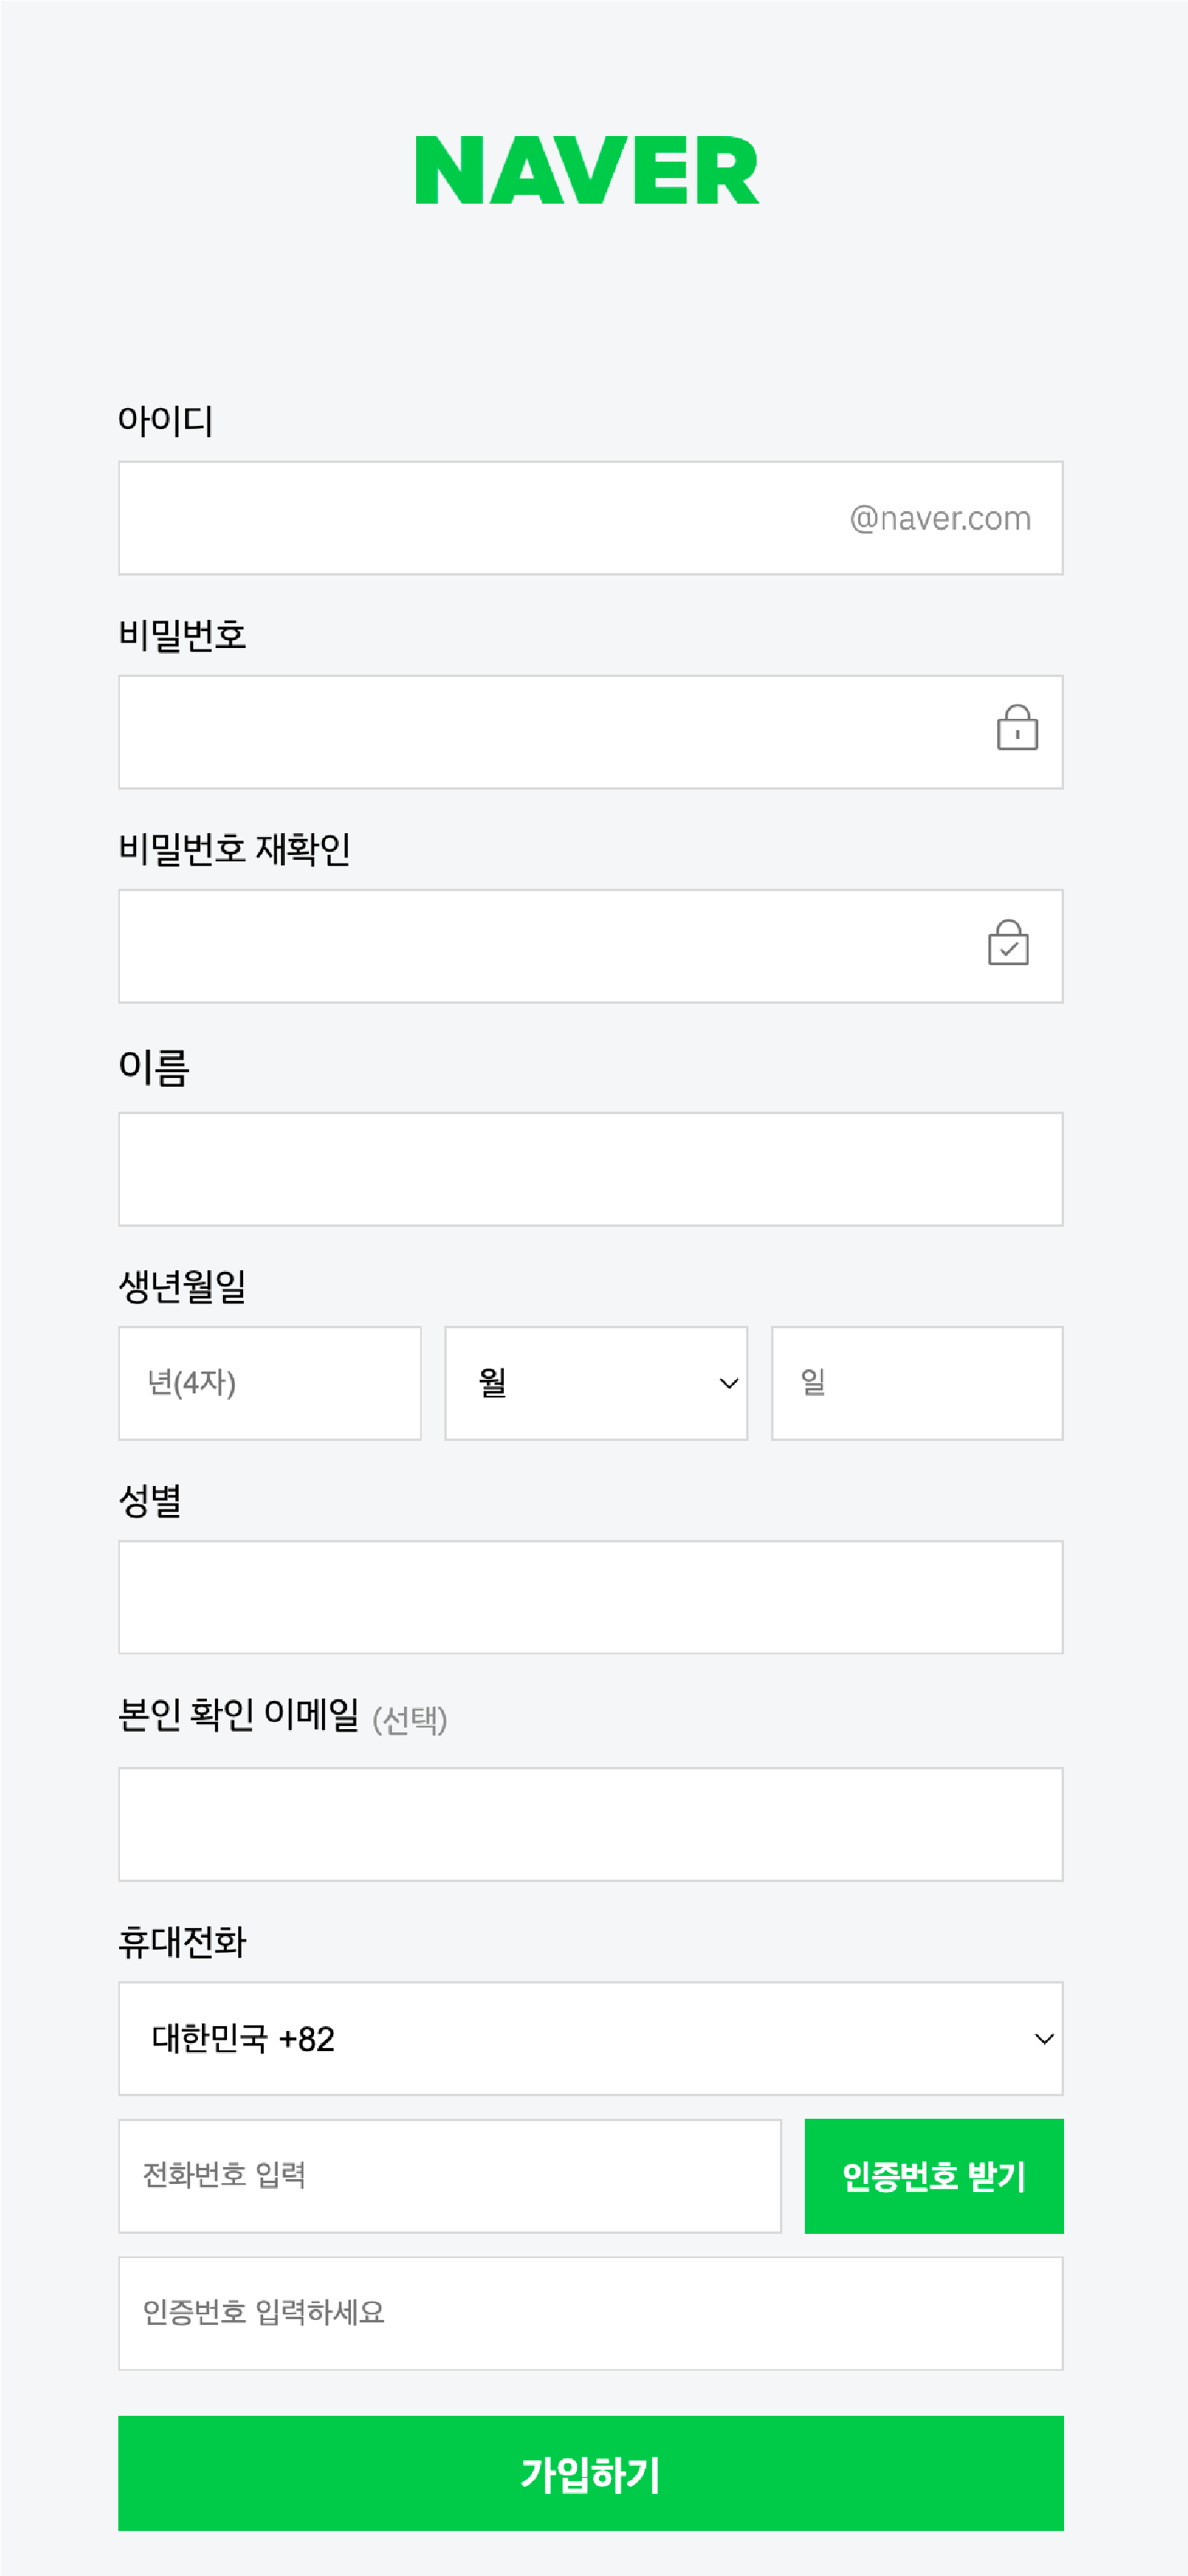 NAVER
아이디
@naver.com
비밀번호
비밀번호 재확인
이름
생년월일
년(4자) 월 일
성별
본인 확인 이메일 (선택)
휴대전화
대한민국 +82
전화번호 입력 인증번호 받기
인증번호 입력하세요
가입하기